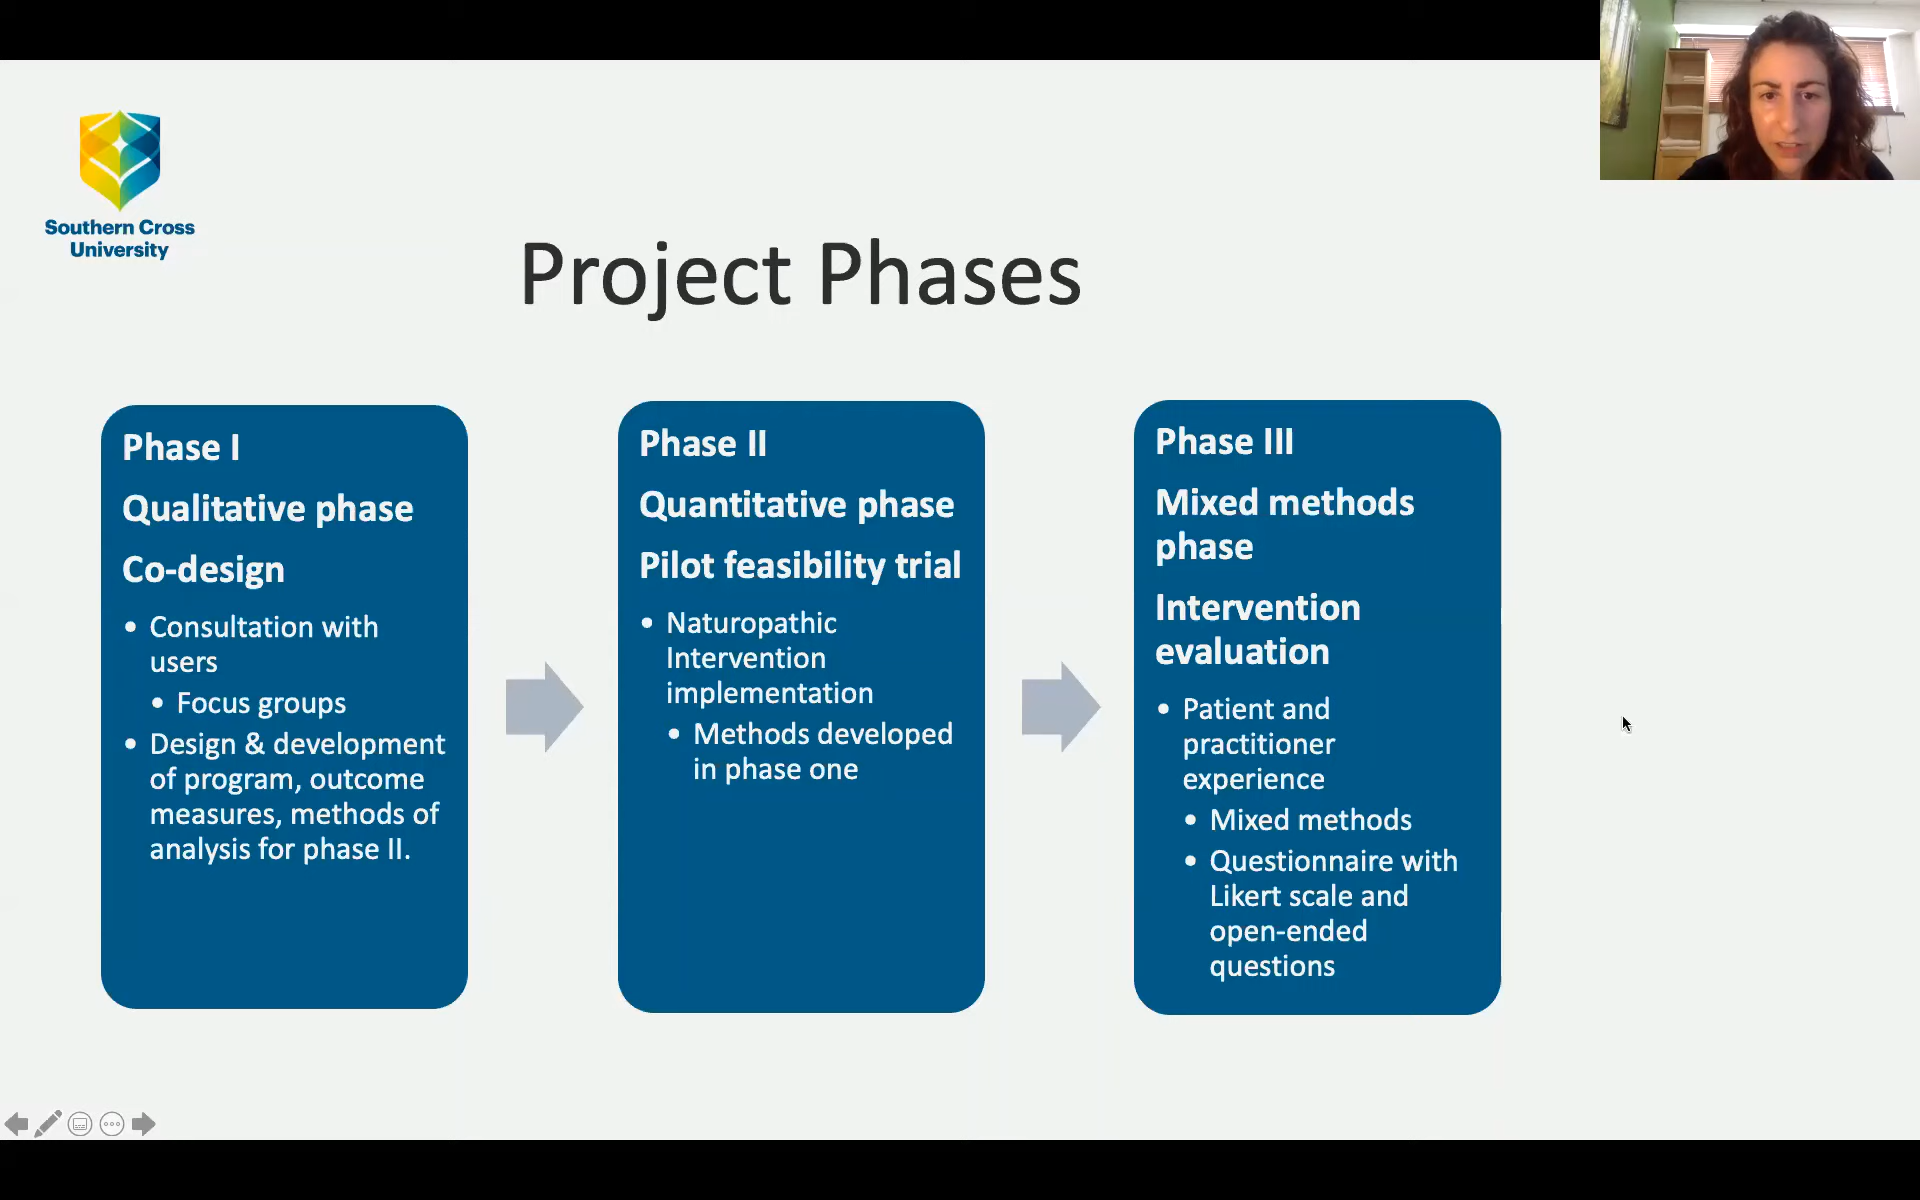 Southern Cross
University
Project Phases
Phase I
Qualitative phase
Co-design
• Consultation with
users
• Focus groups
• Design & development
of program, outcome
measures, methods of
analysis for phase II.
Phase II
Quantitative phase
Pilot feasibility trial
• Naturopathic
Intervention
implementation
• Methods developed
in phase one
Phase III
Mixed methods
phase
Intervention
evaluation
• Patient and
practitioner
experience
• Mixed methods
• Questionnaire with
Likert scale and
open-ended
questions